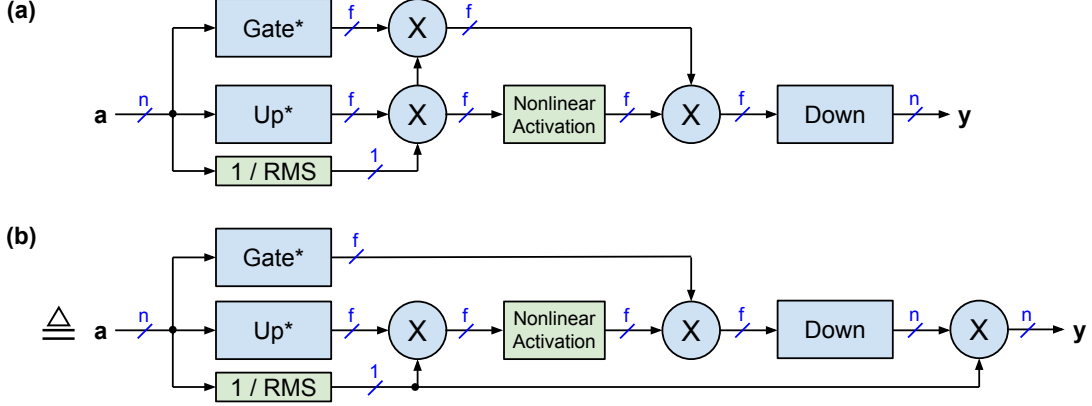 (a)
Gate*
f
X
f
a
n
Up*
f
X
f
Nonlinear
Activation
f
X
f
Down
n
y
1 / RMS
1
(b)
Gate*
f
≜
a
n
Up*
f
X
f
Nonlinear
Activation
f
X
f
Down
n
X
n
y
1 / RMS
1